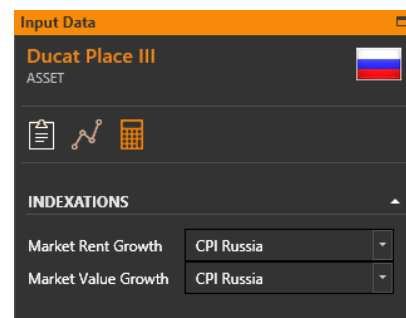 Input Data
Ducat Place III
ASSET
INDEXATIONS
Market Rent Growth CPI Russia
Market Value Growth CPI Russia